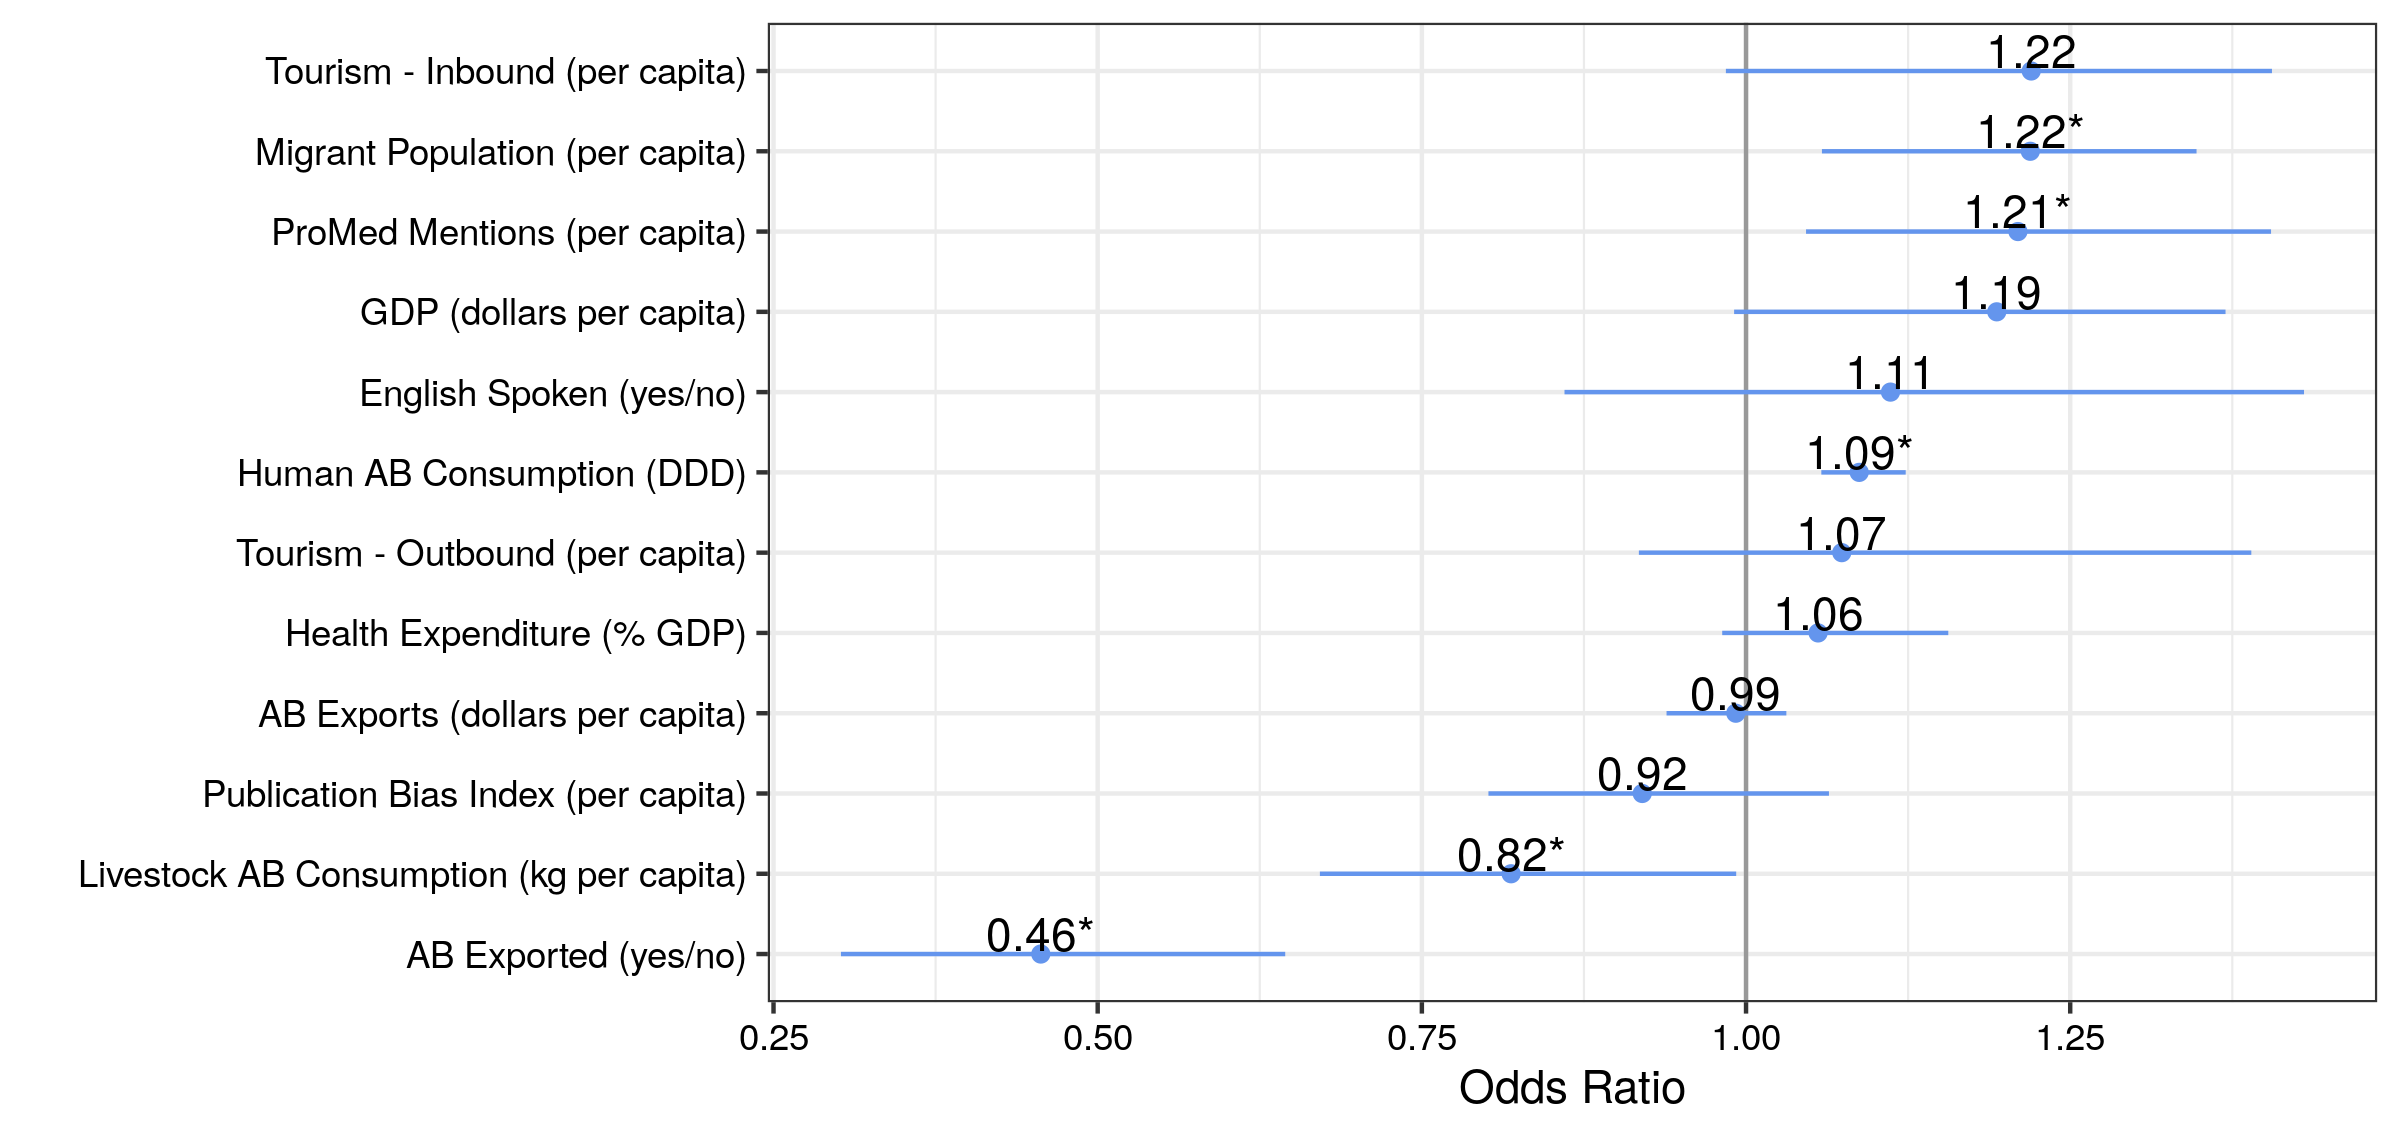 Tourism - Inbound (per capita) 1.22
Migrant Population (per capita) 1.22*
ProMed Mentions (per capita) 1.21*
GDP (dollars per capita) 1.19
English Spoken (yes/no) 1.11
Human AB Consumption (DDD) 1.09*
Tourism - Outbound (per capita) 1.07
Health Expenditure (% GDP) 1.06
AB Exports (dollars per capita) 0.99
Publication Bias Index (per capita) 0.92
Livestock AB Consumption (kg per capita) 0.82*
AB Exported (yes/no) 0.46*
0.25 0.50 0.75 1.00 1.25
Odds Ratio